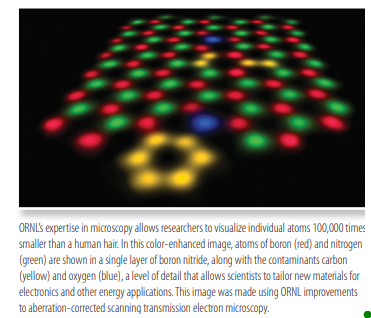 ORNL's expertise in microscopy allows researchers to visualize individual atoms 100,000 times
smaller than a human hair. In this color-enhanced image, atoms of boron (red) and nitrogen
(green) are shown in a single layer of boron nitride, along with the contaminants carbon
(yellow) and oxygen (blue), a level of detail that allows scientists to tailor new materials for
electronics and other energy applications. This image was made using ORNL improvements
to aberration-corrected scanning transmission electron microscopy.